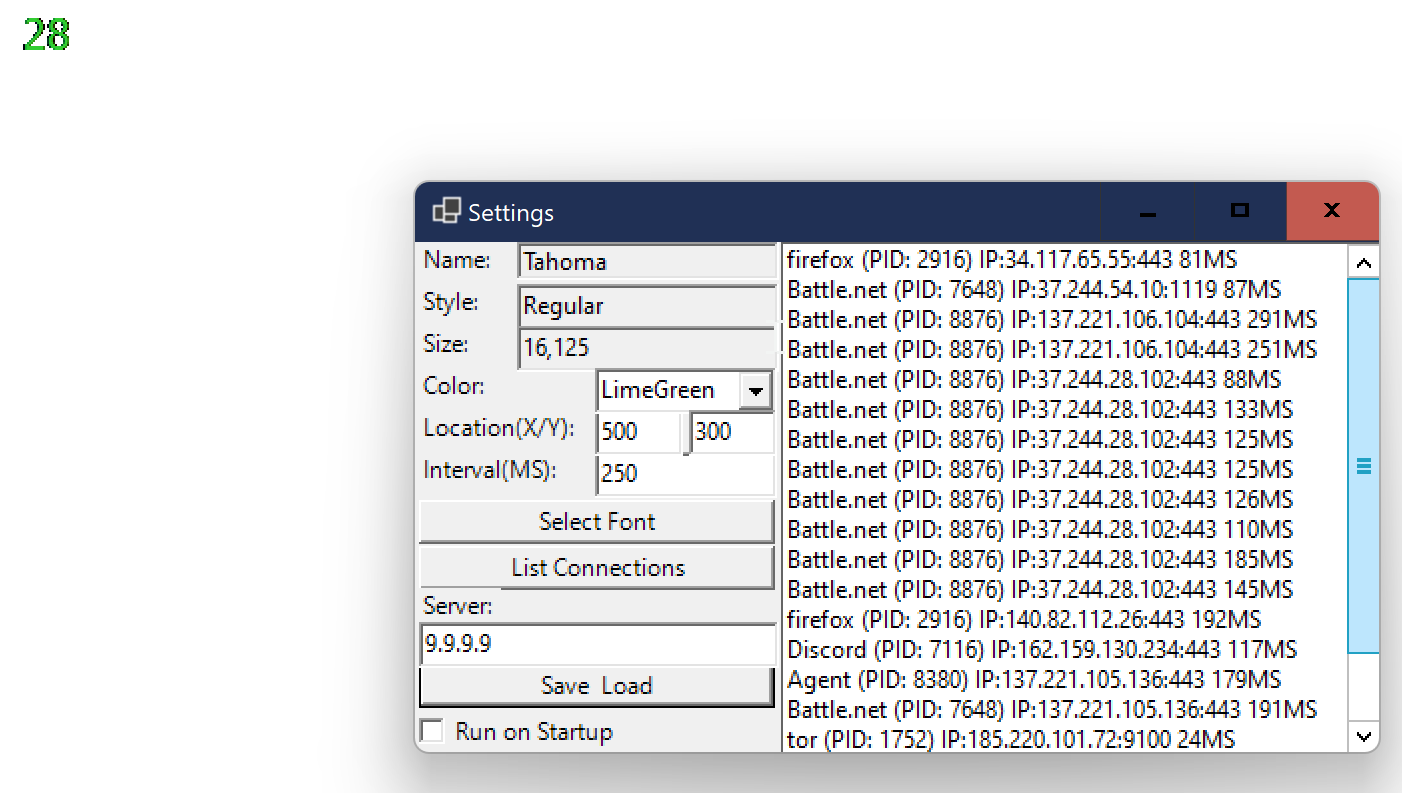 28
Settings
Name: Tahoma
Style: Regular
Size: 16,125
Color: LimeGreen
Location(X/Y): 500 300
Interval(MS): 250
Select Font
List Connections
Server:
9.9.9.9
Save Load
Run on Startup
firefox (PID: 2916) IP:34.117.65.55:443 81MS
Battle.net (PID: 7648) IP:37.244.54.10:1119 87MS
Battle.net (PID: 8876) IP:137.221.106.104:443 291MS
Battle.net (PID: 8876) IP:137.221.106.104:443 251MS
Battle.net (PID: 8876) IP:37.244.28.102:443 88MS
Battle.net (PID: 8876) IP:37.244.28.102:443 133MS
Battle.net (PID: 8876) IP:37.244.28.102:443 125MS
Battle.net (PID: 8876) IP:37.244.28.102:443 125MS
Battle.net (PID: 8876) IP:37.244.28.102:443 126MS
Battle.net (PID: 8876) IP:37.244.28.102:443 110MS
Battle.net (PID: 8876) IP:37.244.28.102:443 185MS
Battle.net (PID: 8876) IP:37.244.28.102:443 145MS
firefox (PID: 2916) IP:140.82.112.26:443 192MS
Discord (PID: 7116) IP:162.159.130.234:443 117MS
Agent (PID: 8380) IP:137.221.105.136:443 179MS
Battle.net (PID: 7648) IP:137.221.105.136:443 191MS
tor (PID: 1752) IP:185.220.101.72:9100 24MS